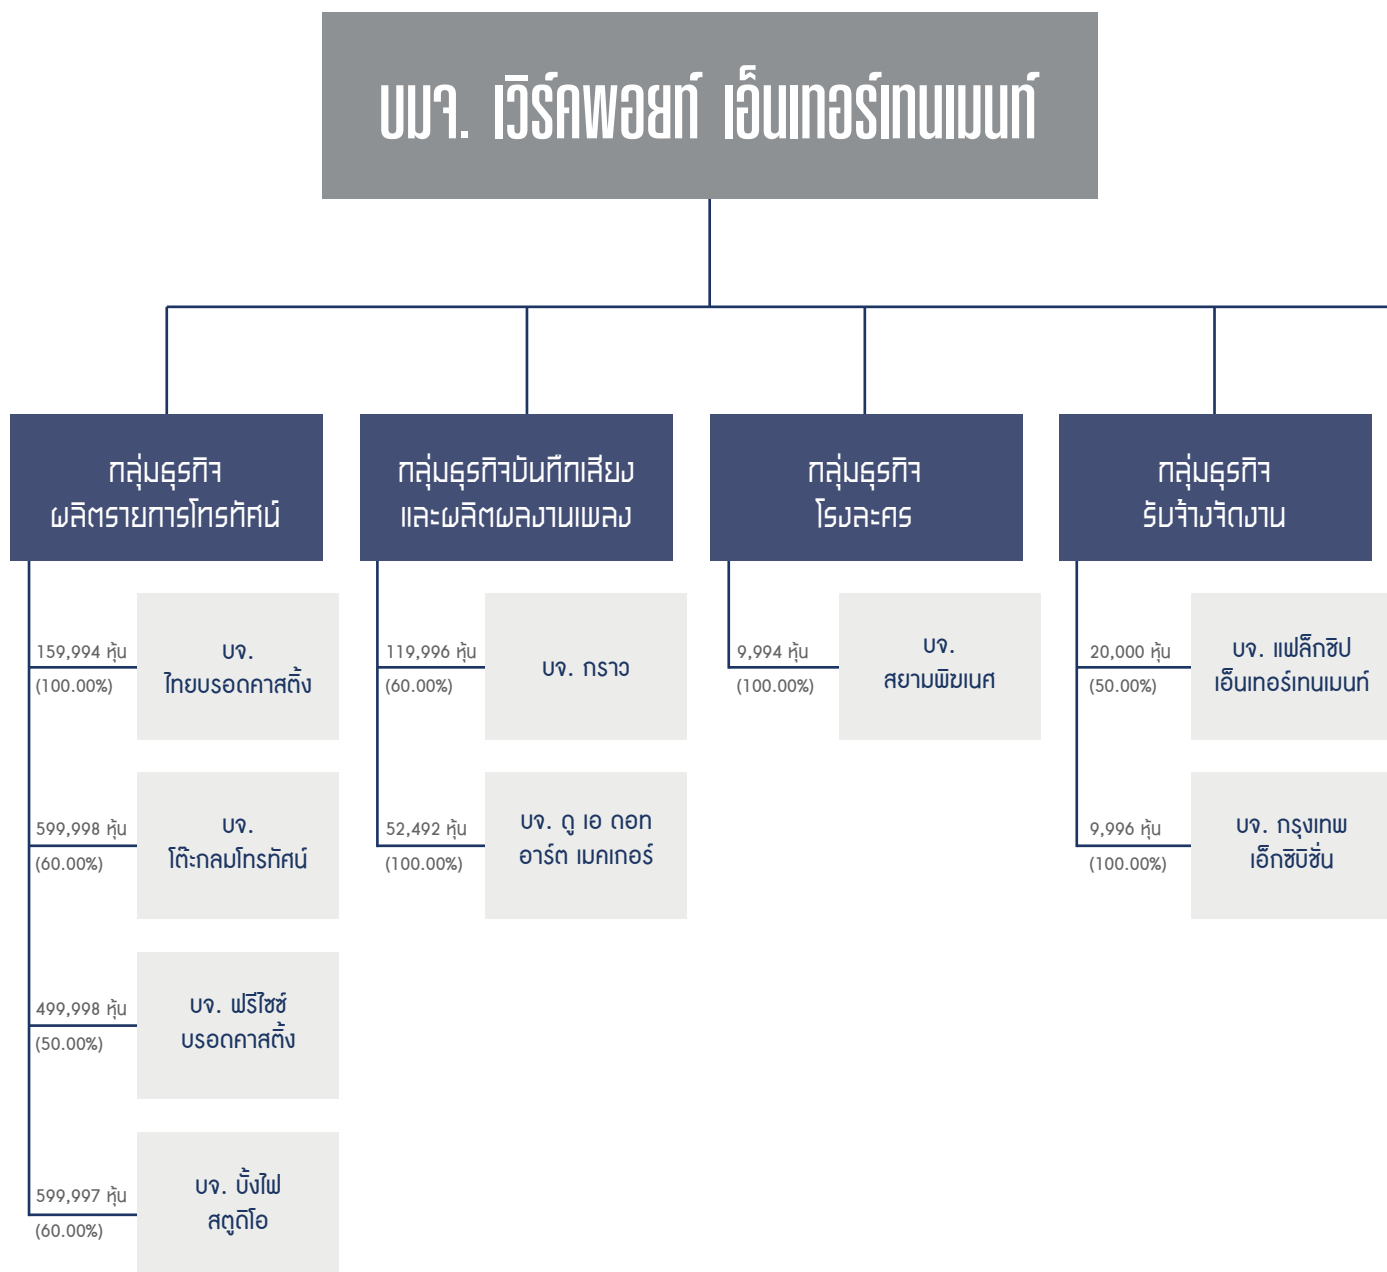 บมจ. เวิร์คพอยท์ เอ็นเทอร์เทนเมนท์
กลุ่มธุรกิจ
ผลิตรายการโทรทัศน์
159,994 หุ้น
(100.00%)
บจ.
ไทยบรอดคาสติ้ง
599,998 หุ้น
(60.00%)
บจ.
โต๊ะกลมโทรทัศน์
499,998 หุ้น
(50.00%)
บจ. ฟรีไซซ์
บรอดคาสติ้ง
599,997 หุ้น
(60.00%)
บจ. บั้งไฟ
สตูดิโอ
กลุ่มธุรกิจบันทึกเสียง
และผลิตผลงานเพลง
119,996 หุ้น
(60.00%)
บจ. กราว
52,492 หุ้น
(100.00%)
บจ. ดู เอ ดอท
อาร์ต เมคเกอร์
กลุ่มธุรกิจ
โรงละคร
9,994 หุ้น
(100.00%)
บจ.
สยามพิฆเนศ
กลุ่มธุรกิจ
รับจ้างจัดงาน
20,000 หุ้น
(50.00%)
บจ. แฟล็กชิป
เอ็นเทอร์เทนเมนท์
9,996 หุ้น
(100.00%)
บจ. กรุงเทพ
เอ็กซิบิชั่น